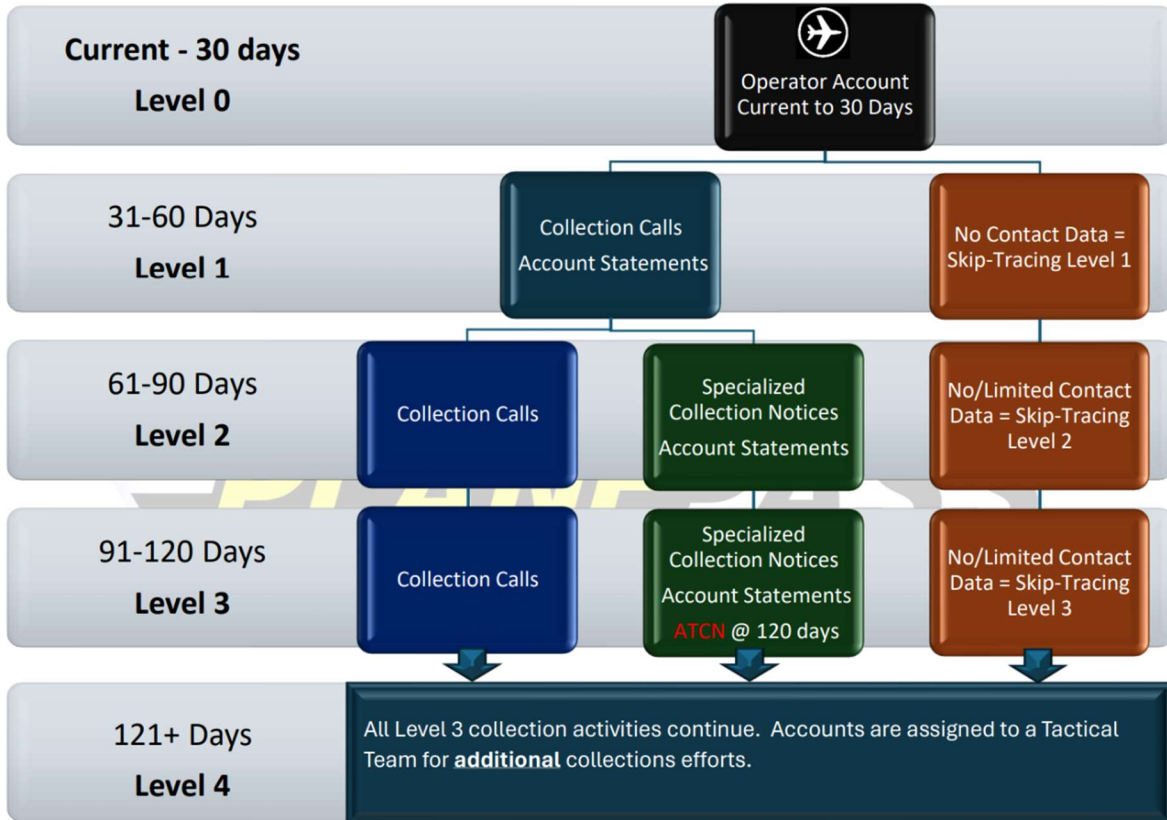 Current - 30 days
Level 0
Operator Account
Current to 30 Days
31-60 Days
Level 1
Collection Calls
Account Statements
No Contact Data =
Skip-Tracing Level 1
61-90 Days
Level 2
Collection Calls
Specialized
Collection Notices
Account Statements
No/Limited Contact
Data = Skip-Tracing
Level 2
91-120 Days
Level 3
Collection Calls
Specialized
Collection Notices
Account Statements
ATCN @ 120 days
No/Limited Contact
Data = Skip-Tracing
Level 3
121+ Days
Level 4
All Level 3 collection activities continue.  Accounts are assigned to a Tactical
Team for additional collections efforts.